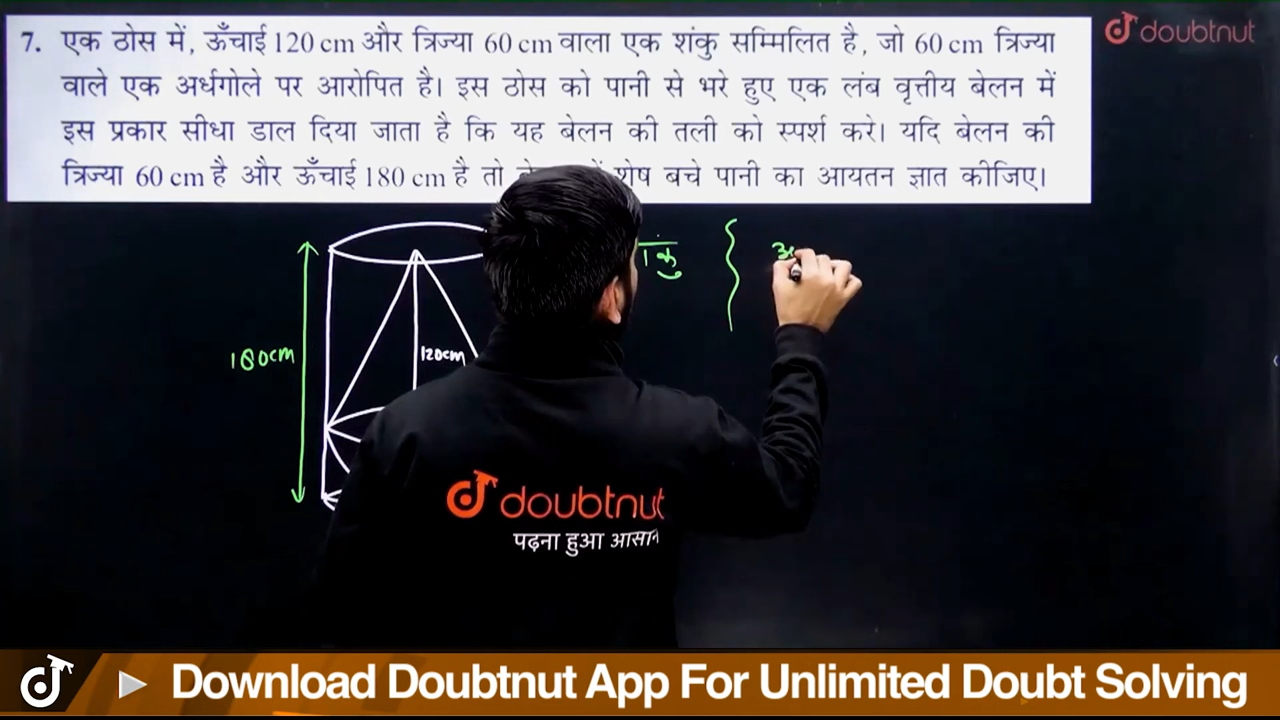 7. एक ठोस में, ऊँचाई 120 cm और त्रिज्या 60 cm वाला एक शंकु सम्मिलित है, जो 60 cm त्रिज्या
वाले एक अर्धगोले पर आरोपित है। इस ठोस को पानी से भरे हुए एक लंब वृत्तीय बेलन में
इस प्रकार सीधा डाल दिया जाता है कि यह बेलन की तली को स्पर्श करे। यदि बेलन की
त्रिज्या 60 cm है और ऊँचाई 180 cm है तो शेष बचे पानी का आयतन ज्ञात कीजिए।
doubtnut
180cm
120cm
doubtnut
पढ़ना हुआ आसान
Download Doubtnut App For Unlimited Doubt Solving